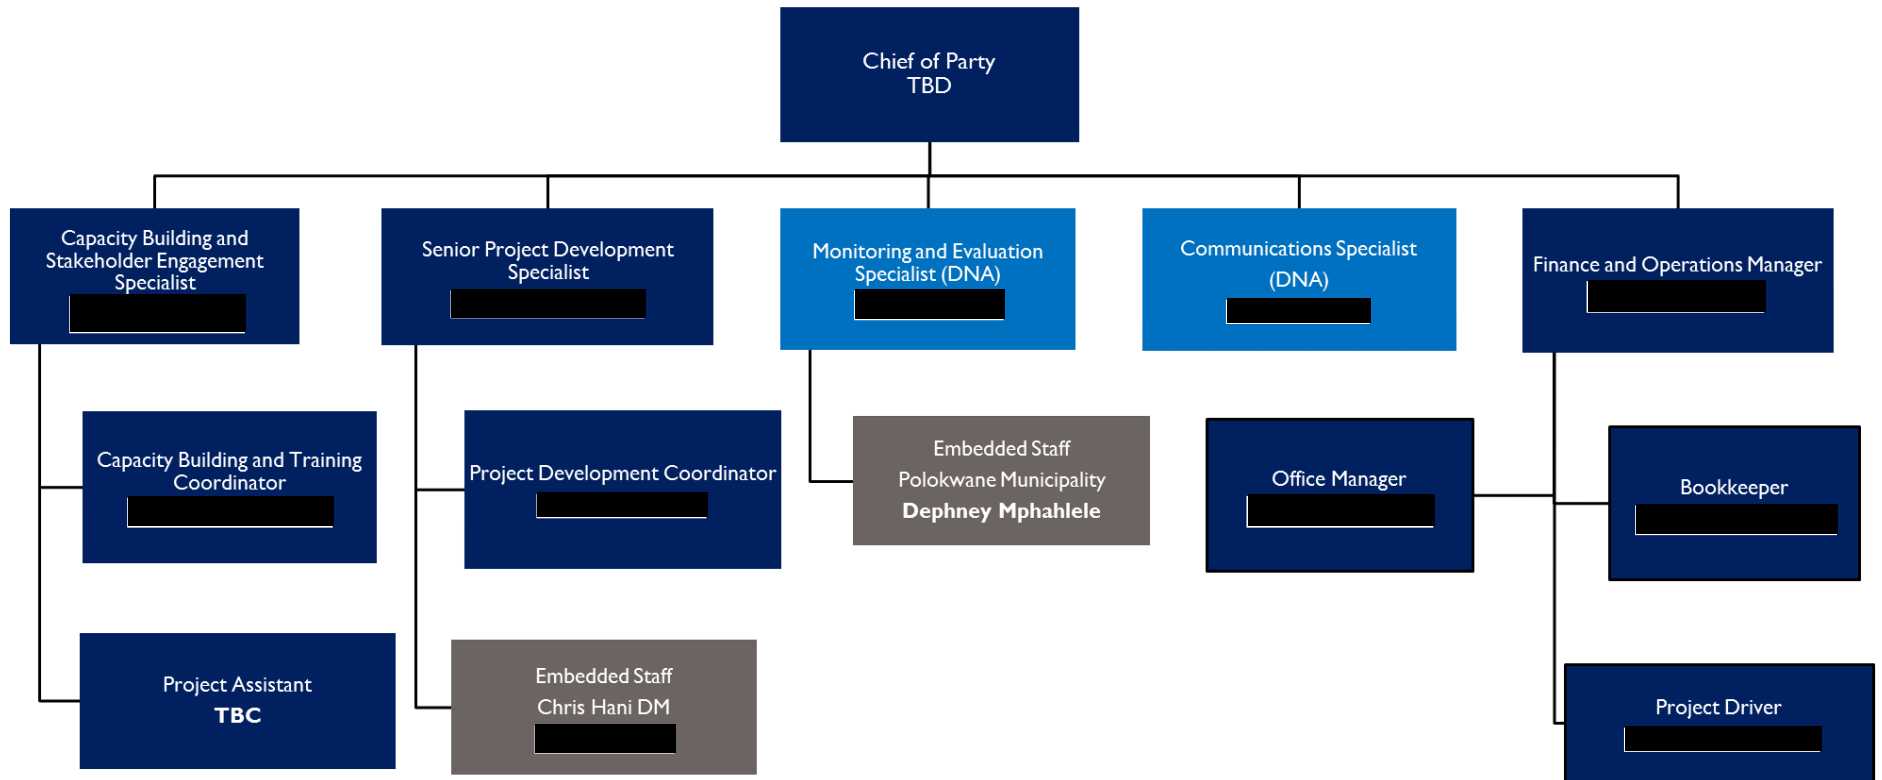 Chief of Party
TBD
Capacity Building and
Stakeholder Engagement
Specialist
Senior Project Development
Specialist
Monitoring and Evaluation
Specialist (DNA)
Communications Specialist
(DNA)
Finance and Operations Manager
Capacity Building and Training
Coordinator
Project Development Coordinator
Embedded Staff
Polokwane Municipality
Dephney Mphahlele
Office Manager
Bookkeeper
Project Assistant
TBC
Embedded Staff
Chris Hani DM
Project Driver